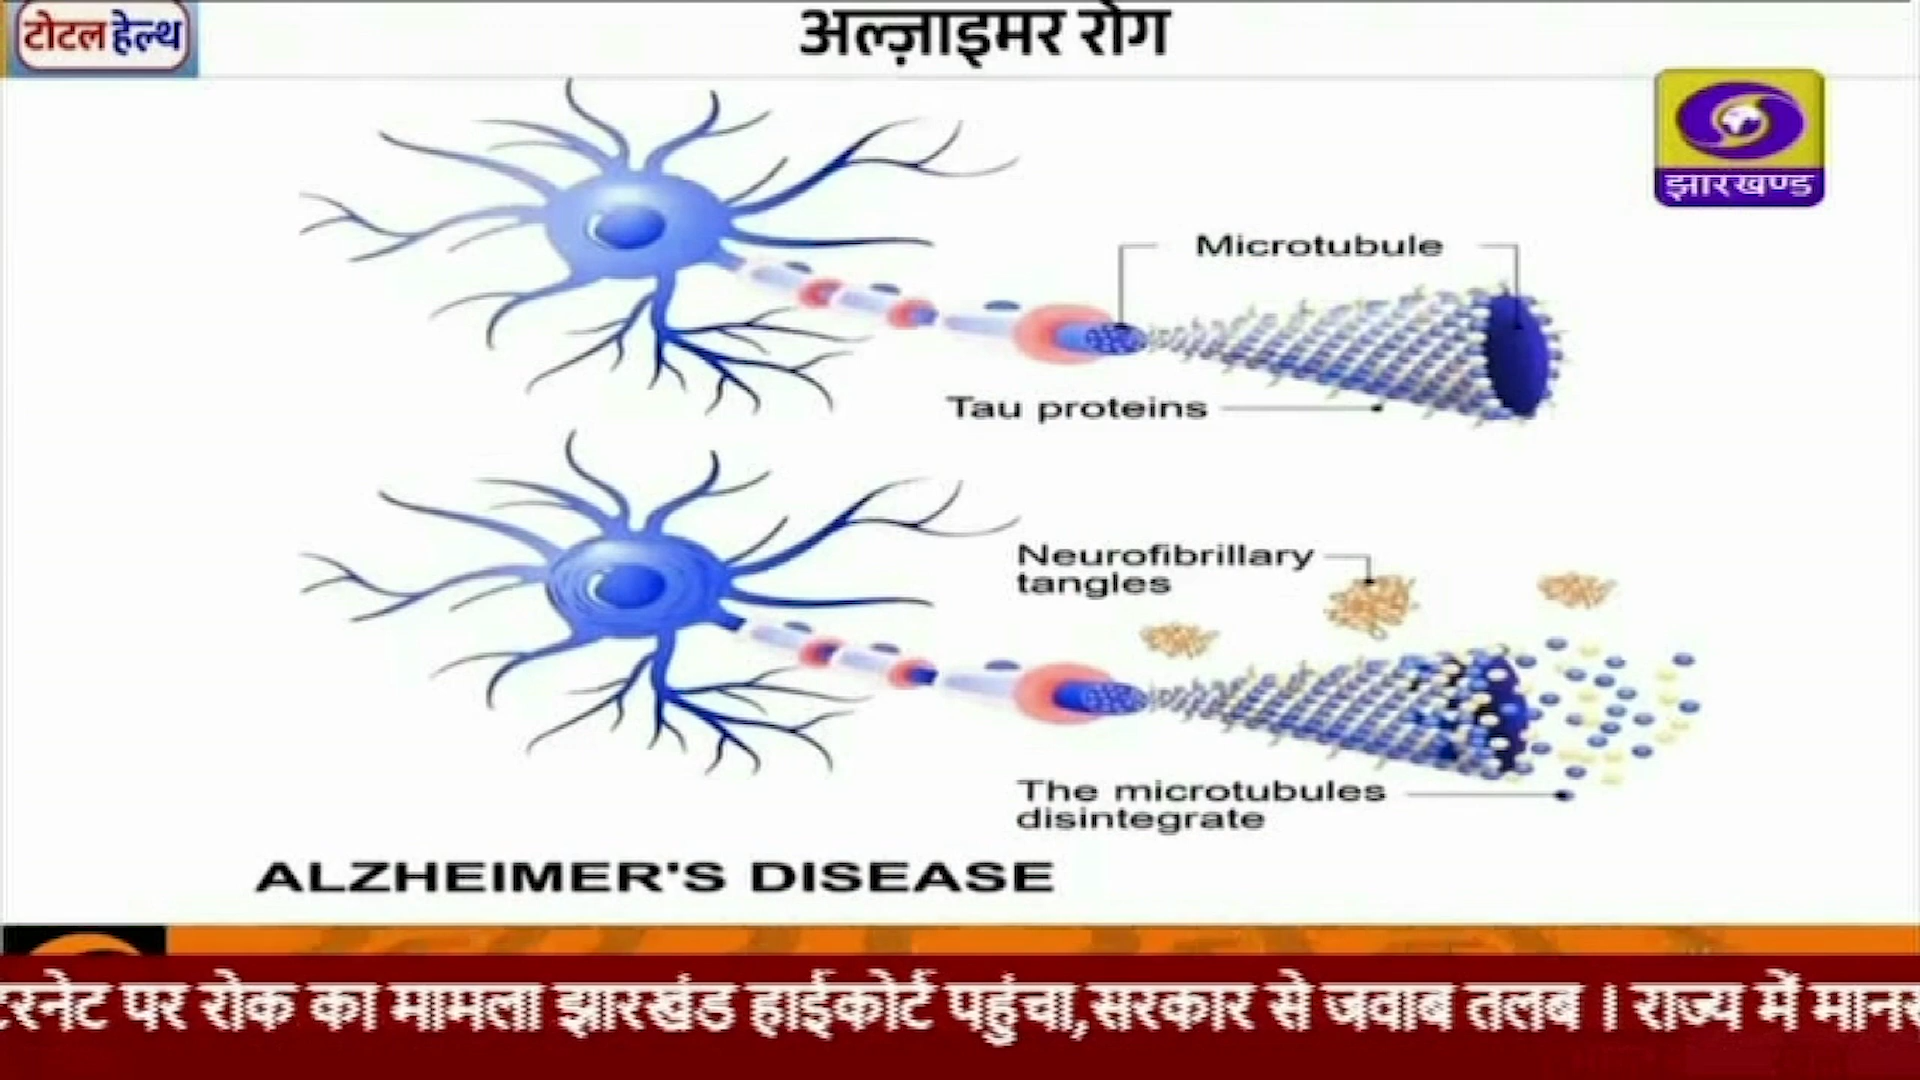 टोटल हेल्थ
अल्ज़ाइमर रोग
झारखण्ड
Microtubule
Tau proteins
Neurofibrillary
tangles
The microtubules
disintegrate
ALZHEIMER'S DISEASE
पर रोक का मामला झारखंड हाईकोर्ट पहुंचा,सरकार से जवाब तलब । राज्य में